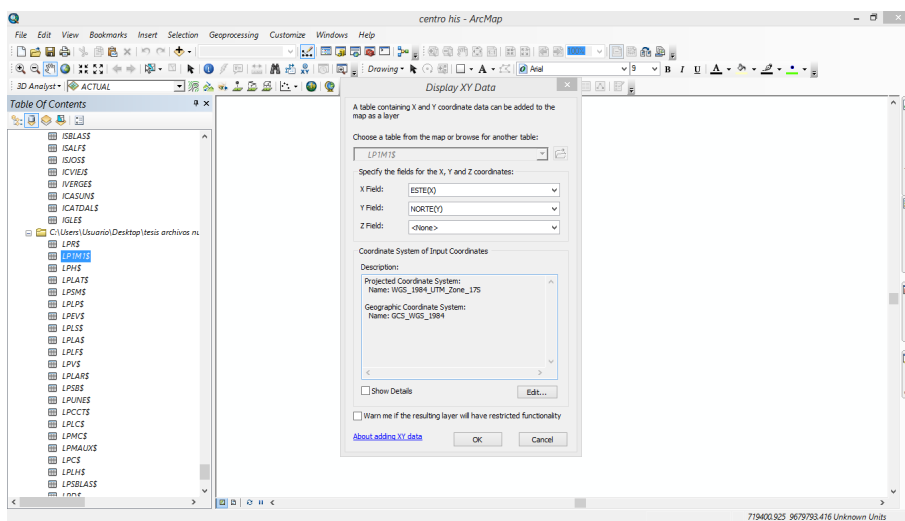 centro his - ArcMap
File Edit View Bookmarks Insert Selection Geoprocessing Customize Windows Help
Drawing Arial 9 B I U A
3D Analyst ACTUAL
Table Of Contents
ISBLAS$
ISALF$
ISJOS$
ICVIEJ$
IVERGE$
ICASUN$
ICATDAL$
IGLES
C:\Users\Usuario\Desktop\tesis archivos nu
LPR$
LP1M1$
LPH$
LPLAT$
LPSM$
LPLP$
LPEV$
LPLS$
LPLA$
LPLF$
LPV$
LPLAR$
LPSB$
LPUNE$
LPCCT$
LPLC$
LPMC$
LPMAUX$
LPC$
LPLH$
LPSBLAS$
Display XY Data
A table containing X and Y coordinate data can be added to the
map as a layer
Choose a table from the map or browse for another table:
LP1M1$
Specify the fields for the X, Y and Z coordinates:
X Field: ESTE(X)
Y Field: NORTE(Y)
Z Field: <None>
Coordinate System of Input Coordinates
Description:
Projected Coordinate System:
Name: WGS_1984_UTM_Zone_17S
Geographic Coordinate System:
Name: GCS_WGS_1984
Show Details Edit...
Warn me if the resulting layer will have restricted functionality
About adding XY data OK Cancel
719400.925 9679793.416 Unknown Units